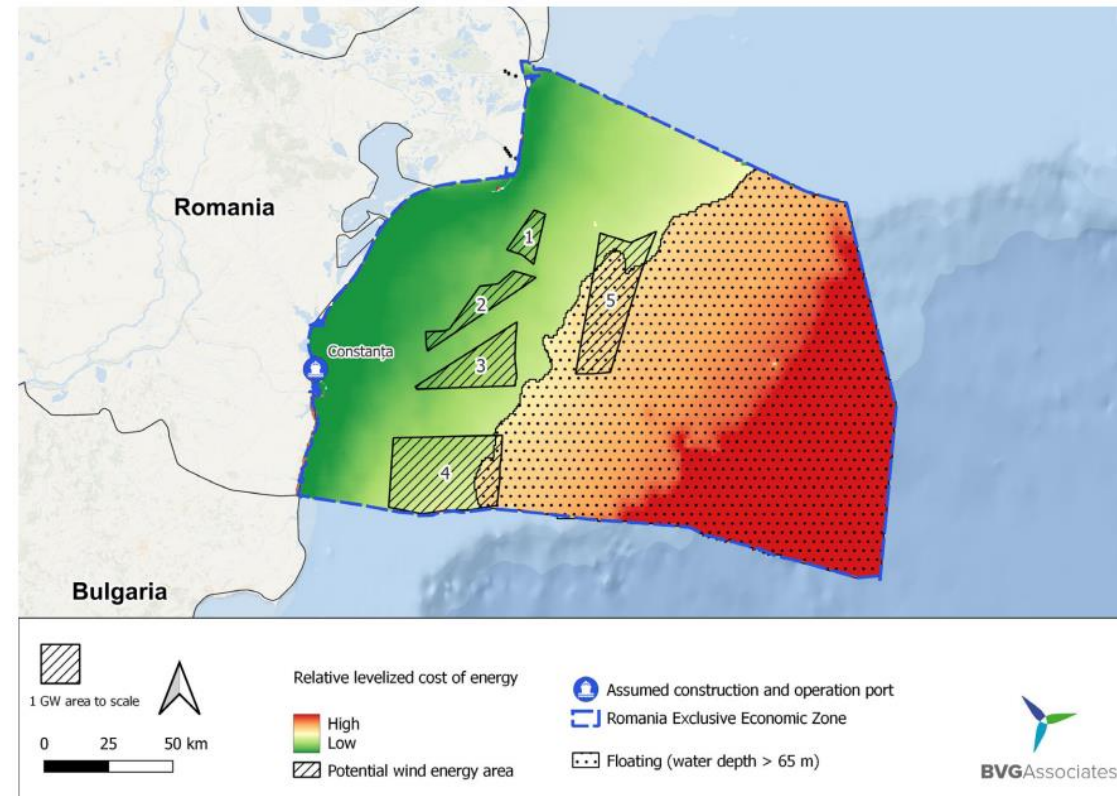 Romania
1
2
5
Constanța
3
4
Bulgaria
1 GW area to scale
0 25 50 km
Relative levelized cost of energy
High
Low
Potential wind energy area
Assumed construction and operation port
Romania Exclusive Economic Zone
Floating (water depth > 65 m)
BVGAssociates